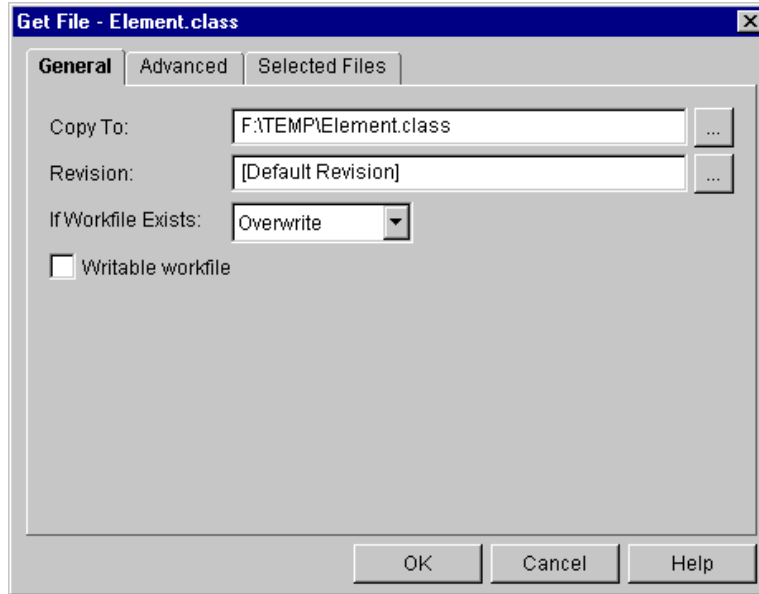 Get File - Element.class
General Advanced Selected Files
Copy To: F:\TEMP\Element.class ...
Revision: [Default Revision] ...
If Workfile Exists: Overwrite
Writable workfile
OK Cancel Help